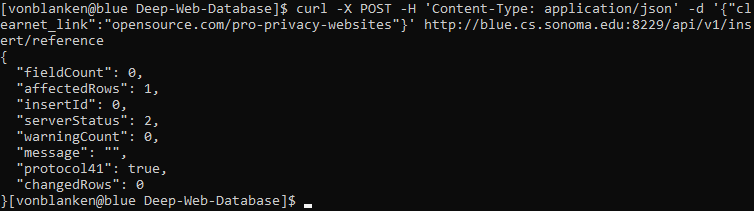 [vonblanken@blue Deep-Web-Database]$ curl -X POST -H 'Content-Type: application/json' -d '{"cl
earnet_link":"opensource.com/pro-privacy-websites"}' http://blue.cs.sonoma.edu:8229/api/v1/ins
ert/reference
{
  "fieldCount": 0,
  "affectedRows": 1,
  "insertId": 0,
  "serverStatus": 2,
  "warningCount": 0,
  "message": "",
  "protocol41": true,
  "changedRows": 0
}[vonblanken@blue Deep-Web-Database]$